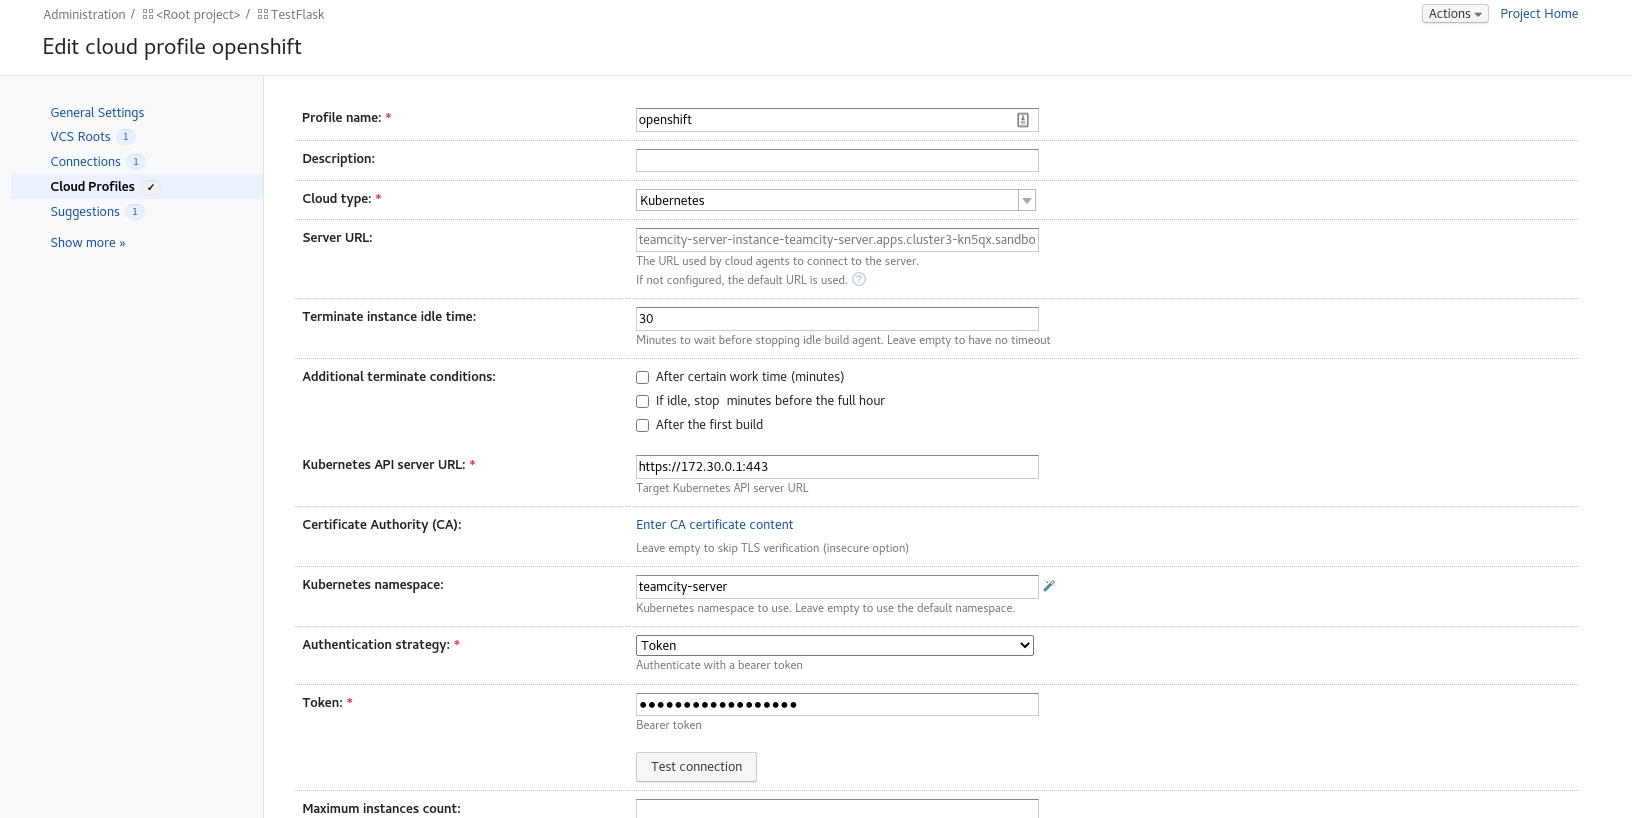 Administration / <Root project> / TestFlask
Actions Project Home
Edit cloud profile openshift
General Settings
VCS Roots 1
Connections 1
Cloud Profiles ✓
Suggestions 1
Show more »
Profile name: * openshift
Description:
Cloud type: * Kubernetes
Server URL: teamcity-server-instance-teamcity-server.apps.cluster3-kn5qx.sandbo
The URL used by cloud agents to connect to the server.
If not configured, the default URL is used. ?
Terminate instance idle time: 30
Minutes to wait before stopping idle build agent. Leave empty to have no timeout
Additional terminate conditions: After certain work time (minutes)
If idle, stop minutes before the full hour
After the first build
Kubernetes API server URL: * https://172.30.0.1:443
Target Kubernetes API server URL
Certificate Authority (CA): Enter CA certificate content
Leave empty to skip TLS verification (insecure option)
Kubernetes namespace: teamcity-server
Kubernetes namespace to use. Leave empty to use the default namespace.
Authentication strategy: * Token
Authenticate with a bearer token
Token: * ••••••••••••••••••
Bearer token
Test connection
Maximum instances count: